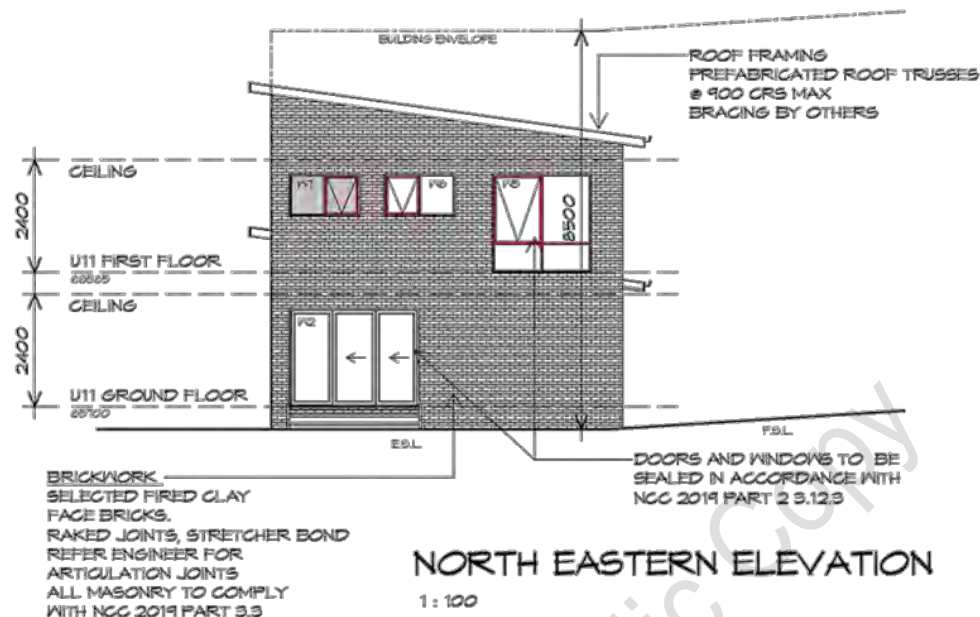 BUILDING ENVELOPE
ROOF FRAMING
PREFABRICATED ROOF TRUSSES
@ 900 CRS MAX
BRACING BY OTHERS
CEILING
2400
W7
W6
W5
8500
U11 FIRST FLOOR
CEILING
2400
W2
U11 GROUND FLOOR
65700
E.S.L
F.S.L
BRICKWORK
SELECTED FIRED CLAY
FACE BRICKS.
RAKED JOINTS, STRETCHER BOND
REFER ENGINEER FOR
ARTICULATION JOINTS
ALL MASONRY TO COMPLY
WITH NCC 2019 PART 3.3
DOORS AND WINDOWS TO BE
SEALED IN ACCORDANCE WITH
NCC 2019 PART 2 3.12.3
NORTH EASTERN ELEVATION
1 : 100
Copy